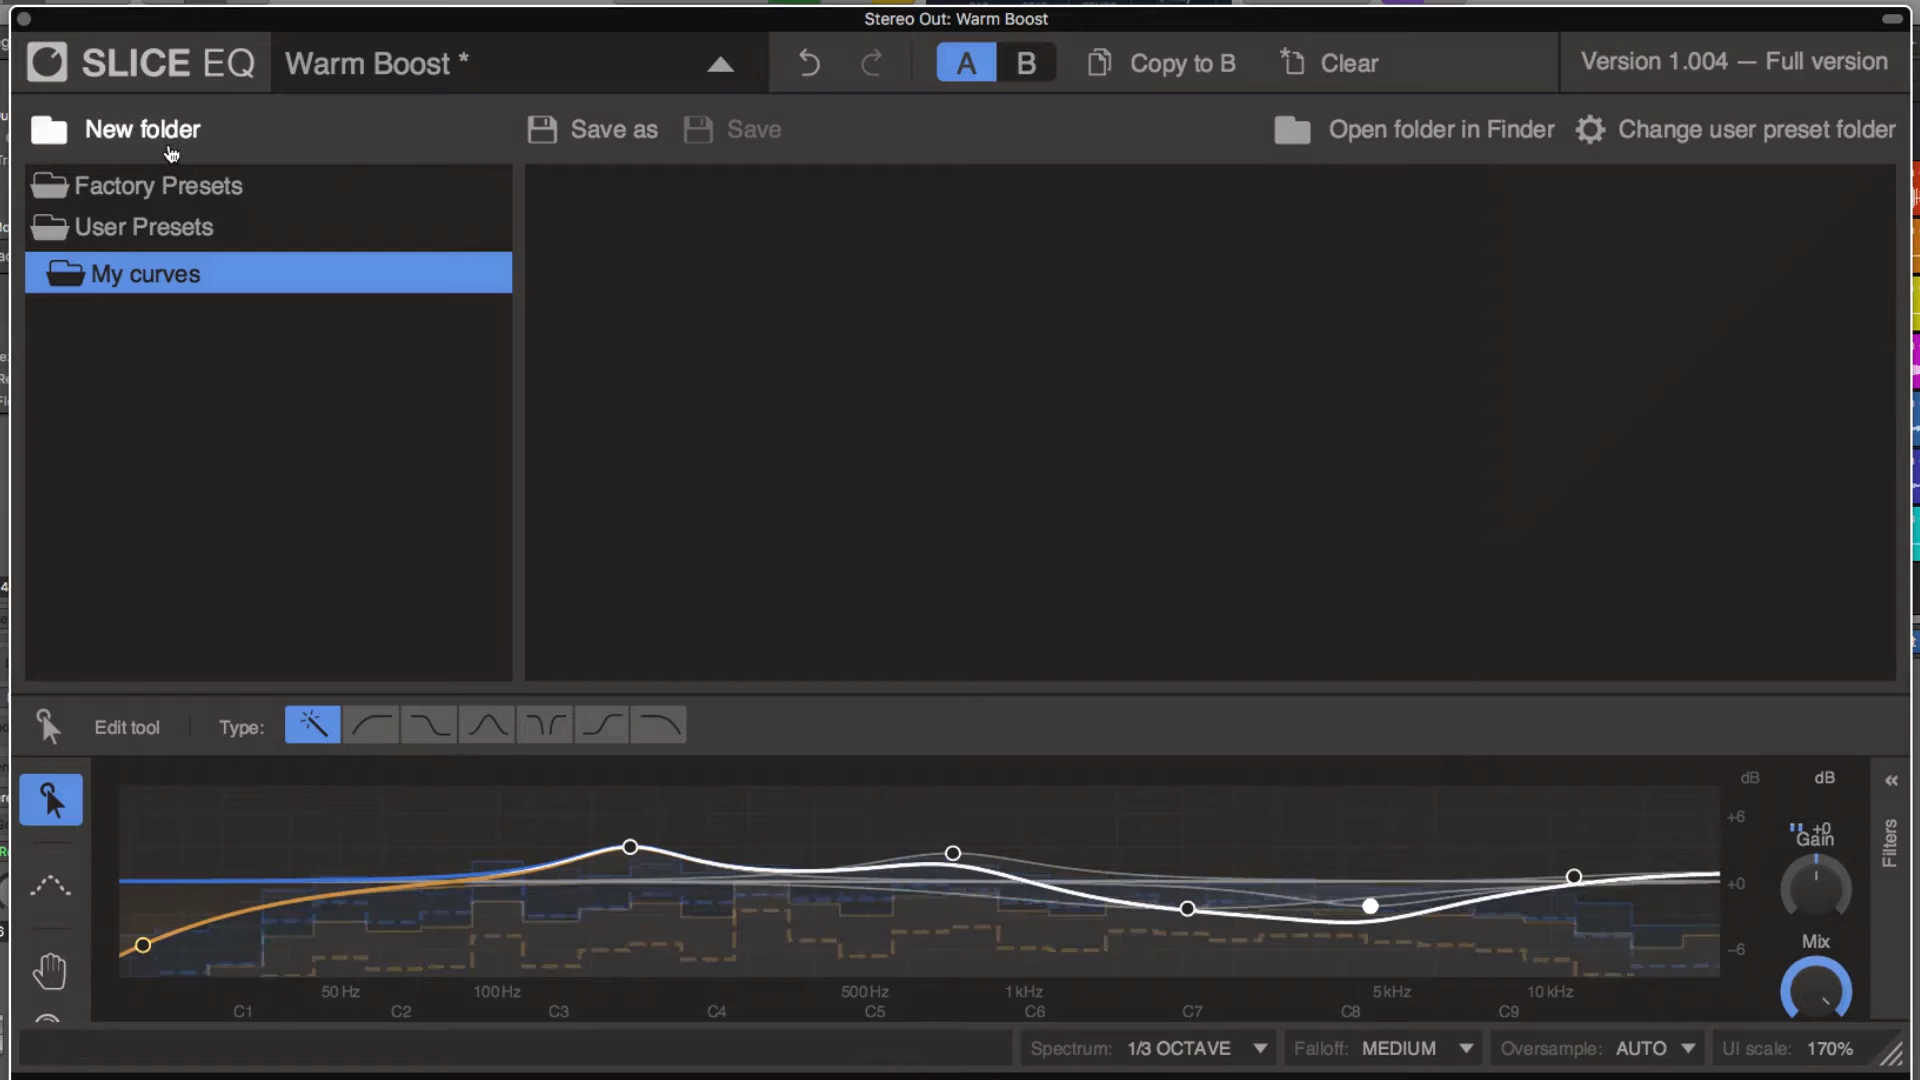 Stereo Out: Warm Boost
SLICE EQ
Warm Boost *
A
B
Copy to B
Clear
Version 1.004 — Full version
New folder
Save as
Save
Open folder in Finder
Change user preset folder
Factory Presets
User Presets
My curves
Edit tool
Type:
dB
dB
+6
+0
Gain
+0
-6
Filters
Mix
50 Hz
100 Hz
500 Hz
1 kHz
5 kHz
10 kHz
C1
C2
C3
C4
C5
C6
C7
C8
C9
Spectrum: 1/3 OCTAVE
Falloff: MEDIUM
Oversample: AUTO
UI scale: 170%